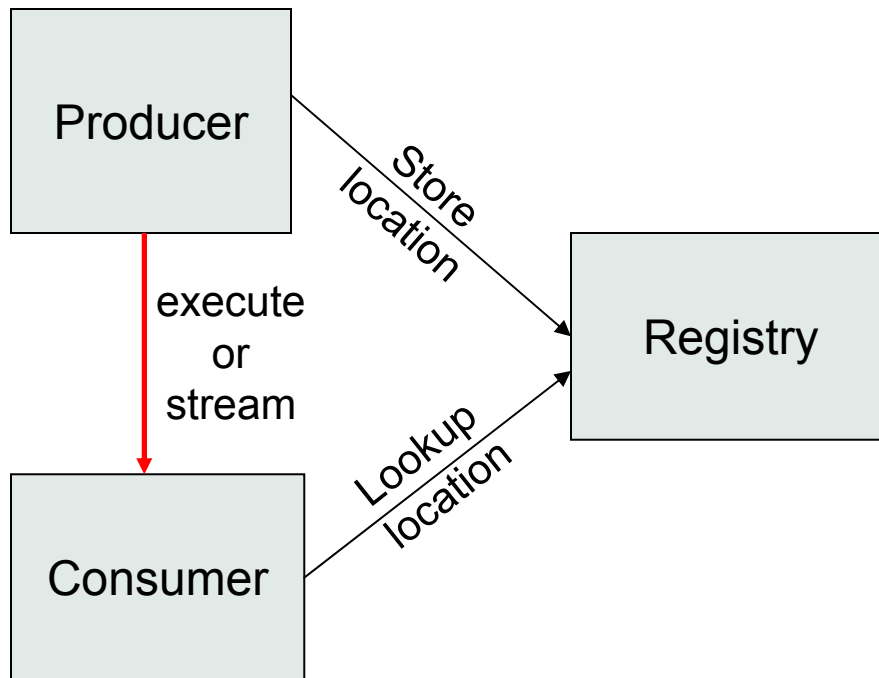 Producer
Store
location
execute
or
stream
Registry
Lookup
location
Consumer